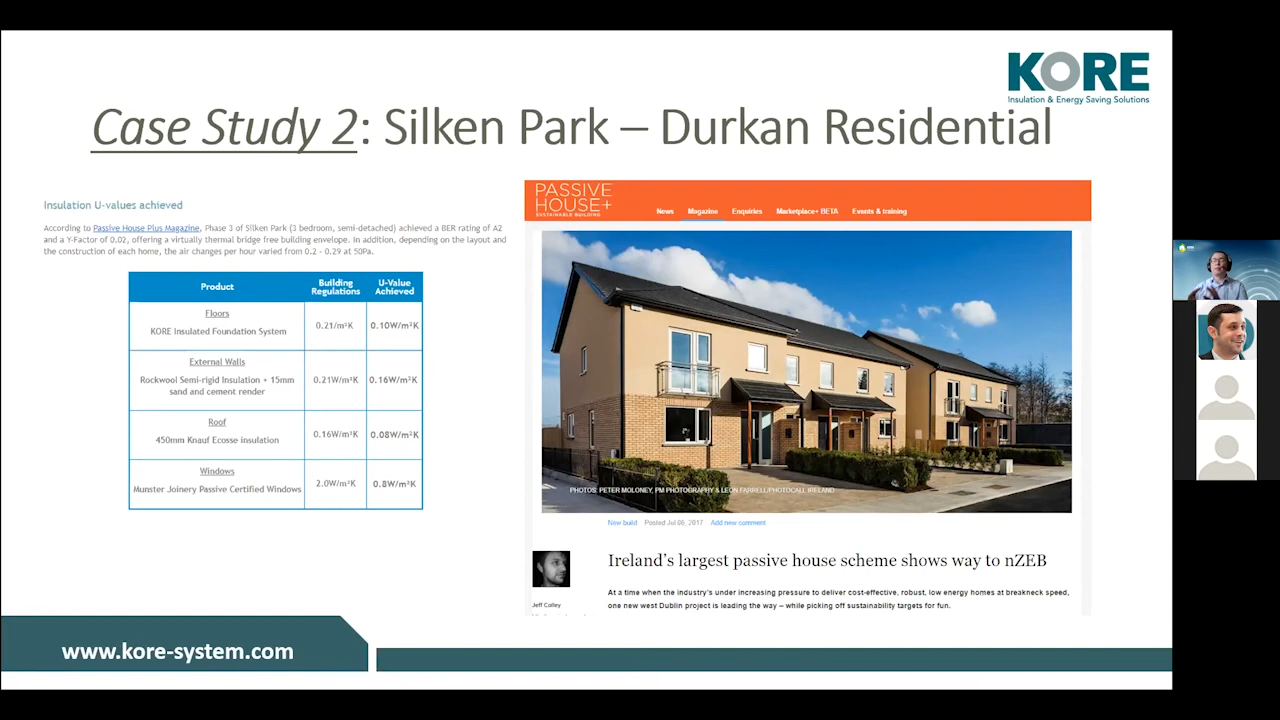 KORE
Insulation & Energy Saving Solutions
Case Study 2: Silken Park – Durkan Residential
Insulation U-values achieved
According to Passive House Plus Magazine, Phase 3 of Silken Park (3 bedroom, semi-detached) achieved a BER rating of A2
and a Y-Factor of 0.02, offering a virtually thermal bridge free building envelope. In addition, depending on the layout and
the construction of each home, the air changes per hour varied from 0.2 - 0.29 at 50Pa.
Product
Building
Regulations
U-Value
Achieved
Floors
KORE Insulated Foundation System
0.21/m²K
0.10W/m²K
External Walls
Rockwool Semi-rigid Insulation + 15mm
sand and cement render
0.21W/m²K
0.16W/m²K
Roof
450mm Knauf Ecosse insulation
0.16W/m²K
0.08W/m²K
Windows
Munster Joinery Passive Certified Windows
2.0W/m²K
0.8W/m²K
PASSIVE
HOUSE+
SUSTAINABLE BUILDING
News Magazine Enquiries Marketplace+ BETA Events & training
PHOTOS: PETER MOLONEY, PM PHOTOGRAPHY & LEON FARRELL/PHOTOCALL IRELAND
New build Posted Jul 06, 2017 Add new comment
Ireland's largest passive house scheme shows way to nZEB
At a time when the industry's under increasing pressure to deliver cost-effective, robust, low energy homes at breakneck speed,
one new west Dublin project is leading the way – while picking off sustainability targets for fun.
Jeff Colley
www.kore-system.com